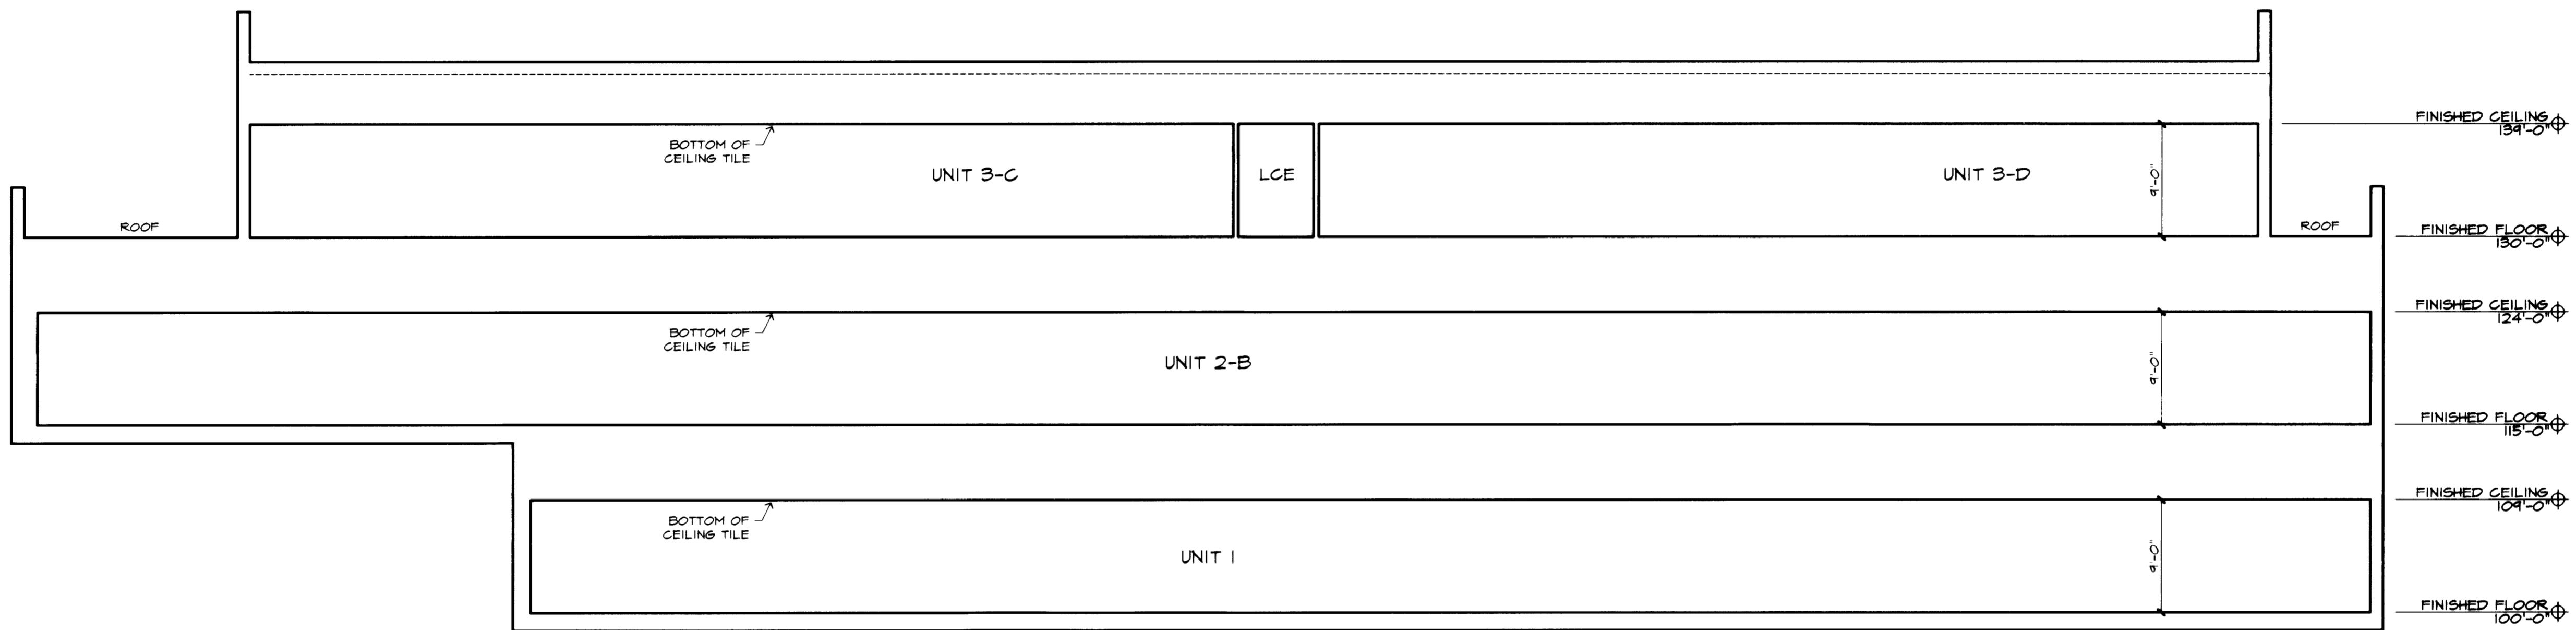 FINISHED CEILING
139'-0"
BOTTOM OF
CEILING TILE
UNIT 3-C
LCE
UNIT 3-D
9'-0"
ROOF
ROOF
FINISHED FLOOR
130'-0"
FINISHED CEILING
124'-0"
BOTTOM OF
CEILING TILE
UNIT 2-B
9'-0"
FINISHED FLOOR
115'-0"
FINISHED CEILING
109'-0"
BOTTOM OF
CEILING TILE
UNIT 1
9'-0"
FINISHED FLOOR
100'-0"